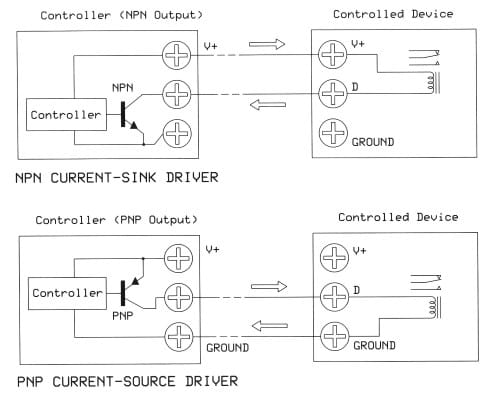 Controller (NPN Output)
Controlled Device
V+
V+
NPN
D
Controller
GROUND
NPN CURRENT-SINK DRIVER
Controller (PNP Output)
Controlled Device
V+
V+
D
Controller
PNP
GROUND
GROUND
PNP CURRENT-SOURCE DRIVER